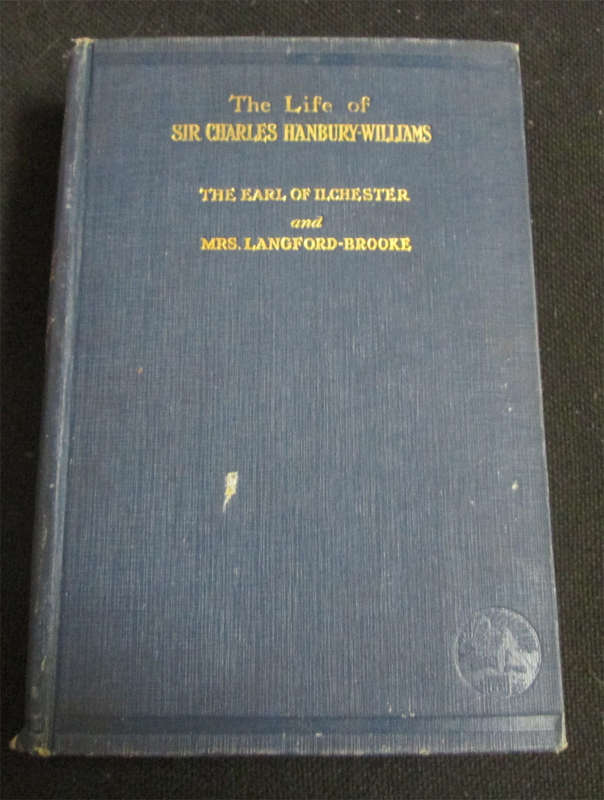 The Life of
SIR CHARLES HANBURY-WILLIAMS
THE EARL OF ILCHESTER
and
MRS. LANGFORD-BROOKE